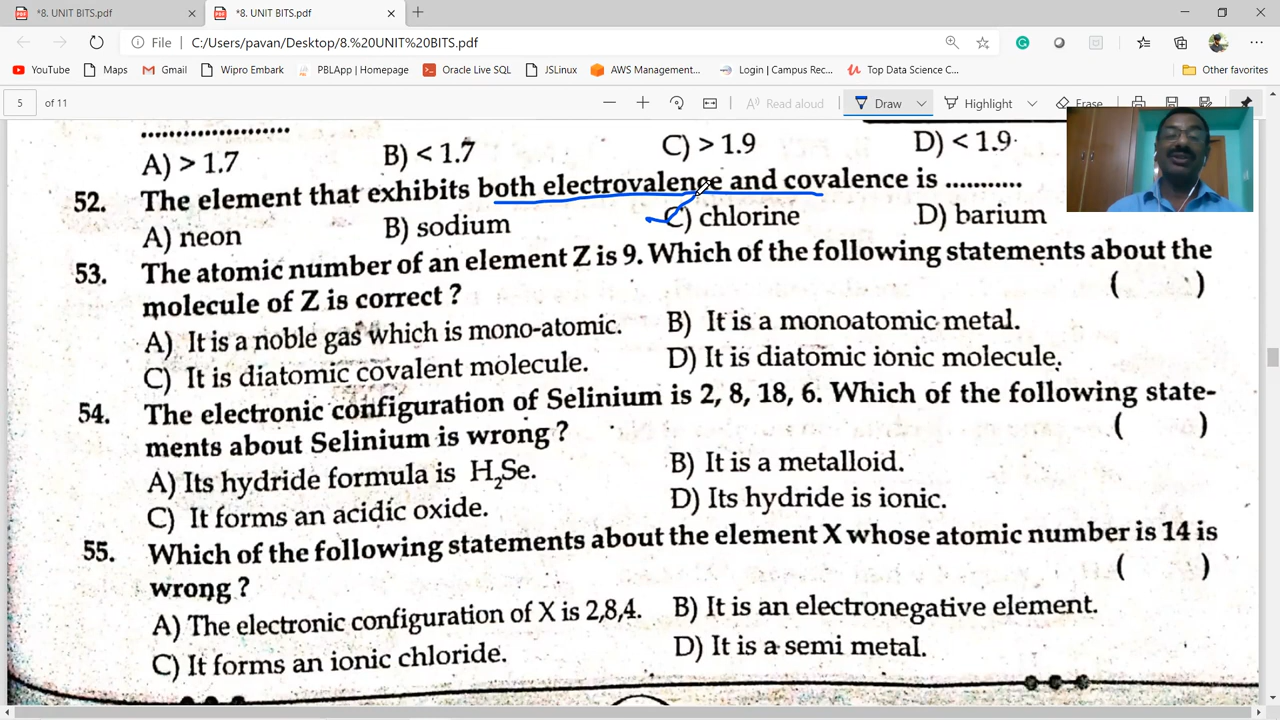 *8. UNIT BITS.pdf
*8. UNIT BITS.pdf
File C:/Users/pavan/Desktop/8.%20UNIT%20BITS.pdf
YouTube Maps Gmail Wipro Embark PBLApp | Homepage Oracle Live SQL JSLinux AWS Management... Login | Campus Rec... Top Data Science C... Other favorites
5 of 11 Read aloud Draw Highlight Erase
A) > 1.7 B) < 1.7 C) > 1.9 D) < 1.9
52. The element that exhibits both electrovalence and covalence is ...........
A) neon B) sodium C) chlorine D) barium
53. The atomic number of an element Z is 9. Which of the following statements about the
molecule of Z is correct ? ( )
A) It is a noble gas which is mono-atomic. B) It is a monoatomic metal.
C) It is diatomic covalent molecule. D) It is diatomic ionic molecule.
54. The electronic configuration of Selinium is 2, 8, 18, 6. Which of the following state-
ments about Selinium is wrong ? ( )
A) Its hydride formula is H₂Se. B) It is a metalloid.
C) It forms an acidic oxide. D) Its hydride is ionic.
55. Which of the following statements about the element X whose atomic number is 14 is
wrong ? ( )
A) The electronic configuration of X is 2,8,4. B) It is an electronegative element.
C) It forms an ionic chloride. D) It is a semi metal.